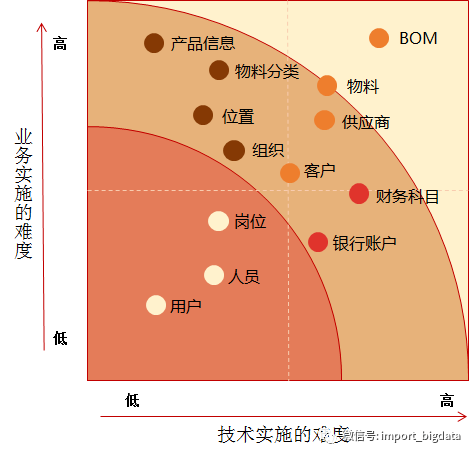 高
产品信息
BOM
物料分类
物料
位置
供应商
业务实施的难度
组织
客户
财务科目
岗位
银行账户
人员
用户
低
低
高
技术实施的难度
微信号: import_bigdata